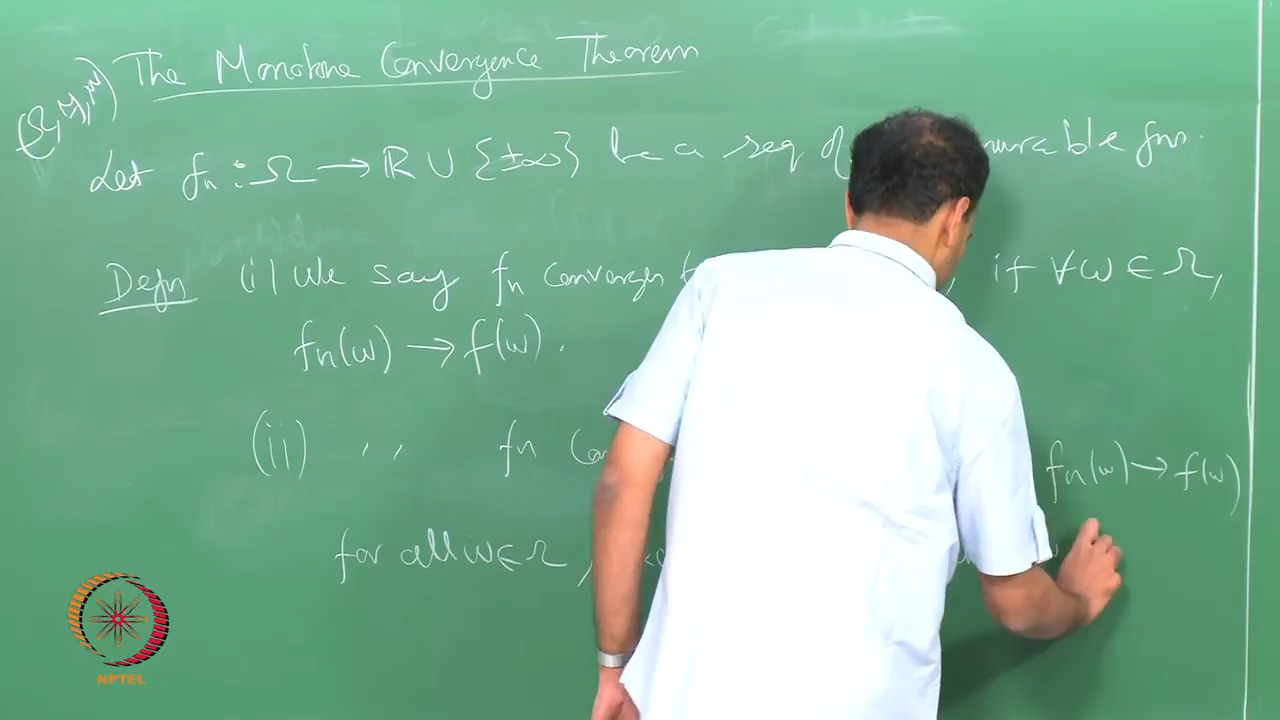 (Ω, 𝓕, μ) The Monotone Convergence Theorem
Let fn : Ω → ℝ ∪ {±∞} be a seq of measurable fns.
Defn (i) We say fn converges , if ∀ω ∈ Ω,
fn(ω) → f(ω).
(ii) ,, fn fn(ω) → f(ω)
for all ω ∈ Ω,
NPTEL